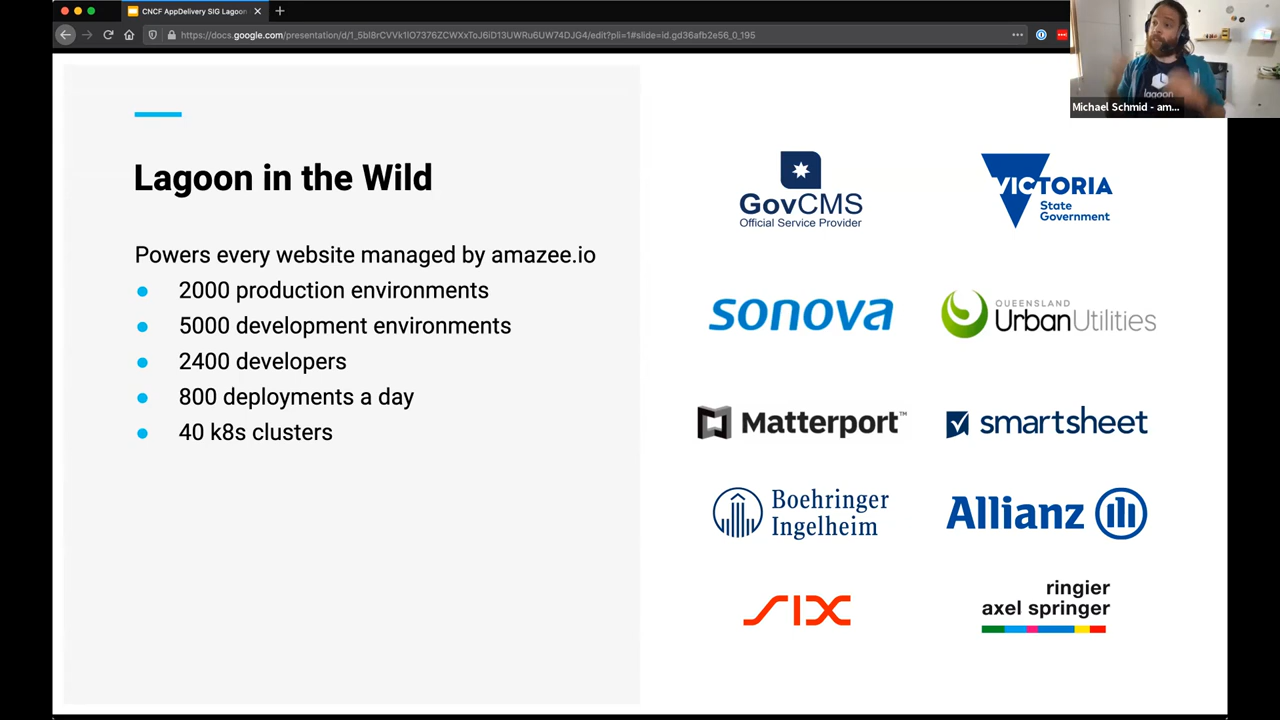 CNCF AppDelivery SIG Lagoon
https://docs.google.com/presentation/d/1_5bI8rCVVk1IO7376ZCWXxToJ6iD13UWRu6UW74DJG4/edit?pli=1#slide=id.gd36afb2e56_0_195
lagoon
Michael Schmid - am...
Lagoon in the Wild
Powers every website managed by amazee.io
● 2000 production environments
● 5000 development environments
● 2400 developers
● 800 deployments a day
● 40 k8s clusters
GovCMS
Official Service Provider
VICTORIA
State
Government
sonova
QUEENSLAND
UrbanUtilities
Matterport™
smartsheet
Boehringer
Ingelheim
Allianz
SIX
ringier
axel springer